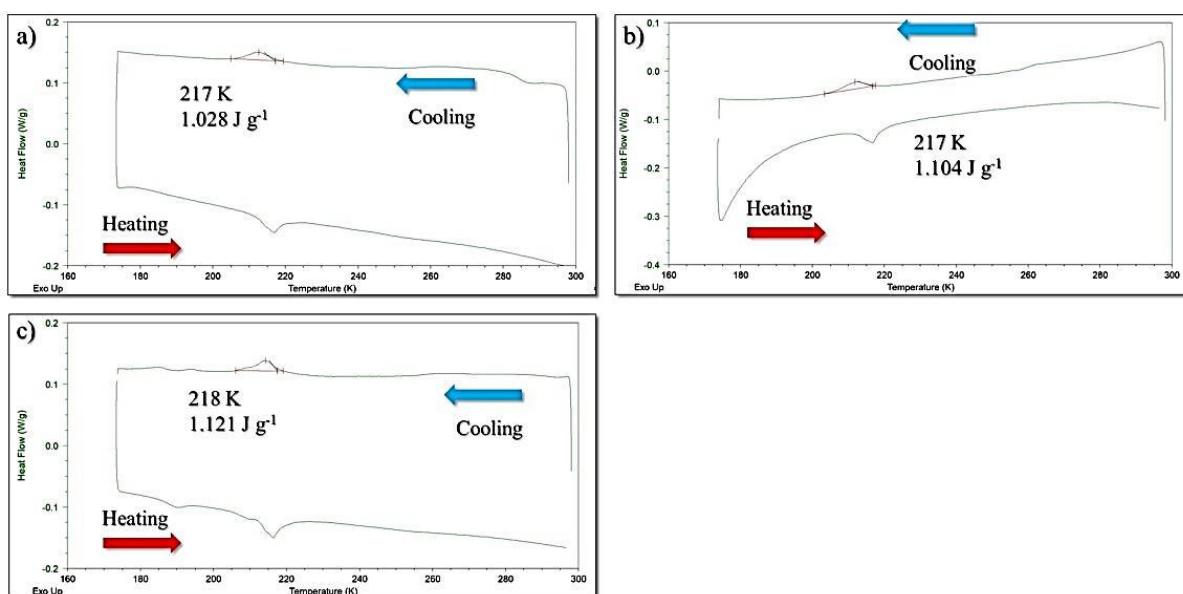 a)
0.2
0.1
0.0
-0.1
-0.2
Heat Flow (W/g)
217 K
1.028 J g⁻¹
Cooling
Heating
160
180
200
220
240
260
280
300
Exo Up
Temperature (K)
b)
0.1
0.0
-0.1
-0.2
-0.3
-0.4
Heat Flow (W/g)
Cooling
217 K
1.104 J g⁻¹
Heating
160
180
200
220
240
260
280
300
Exo Up
Temperature (K)
c)
0.2
0.1
0.0
-0.1
-0.2
Heat Flow (W/g)
218 K
1.121 J g⁻¹
Cooling
Heating
160
180
200
220
240
260
280
300
Exo Up
Temperature (K)